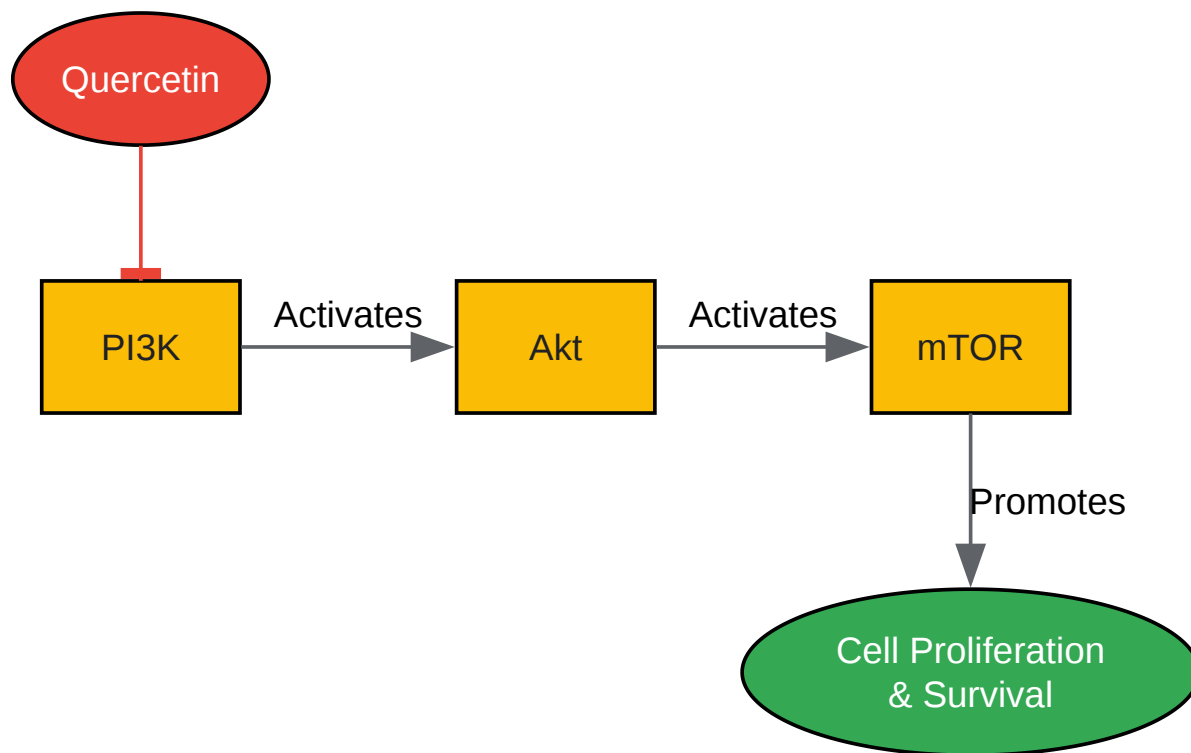 Quercetin
PI3K
Activates
Akt
Activates
mTOR
Promotes
Cell Proliferation
& Survival